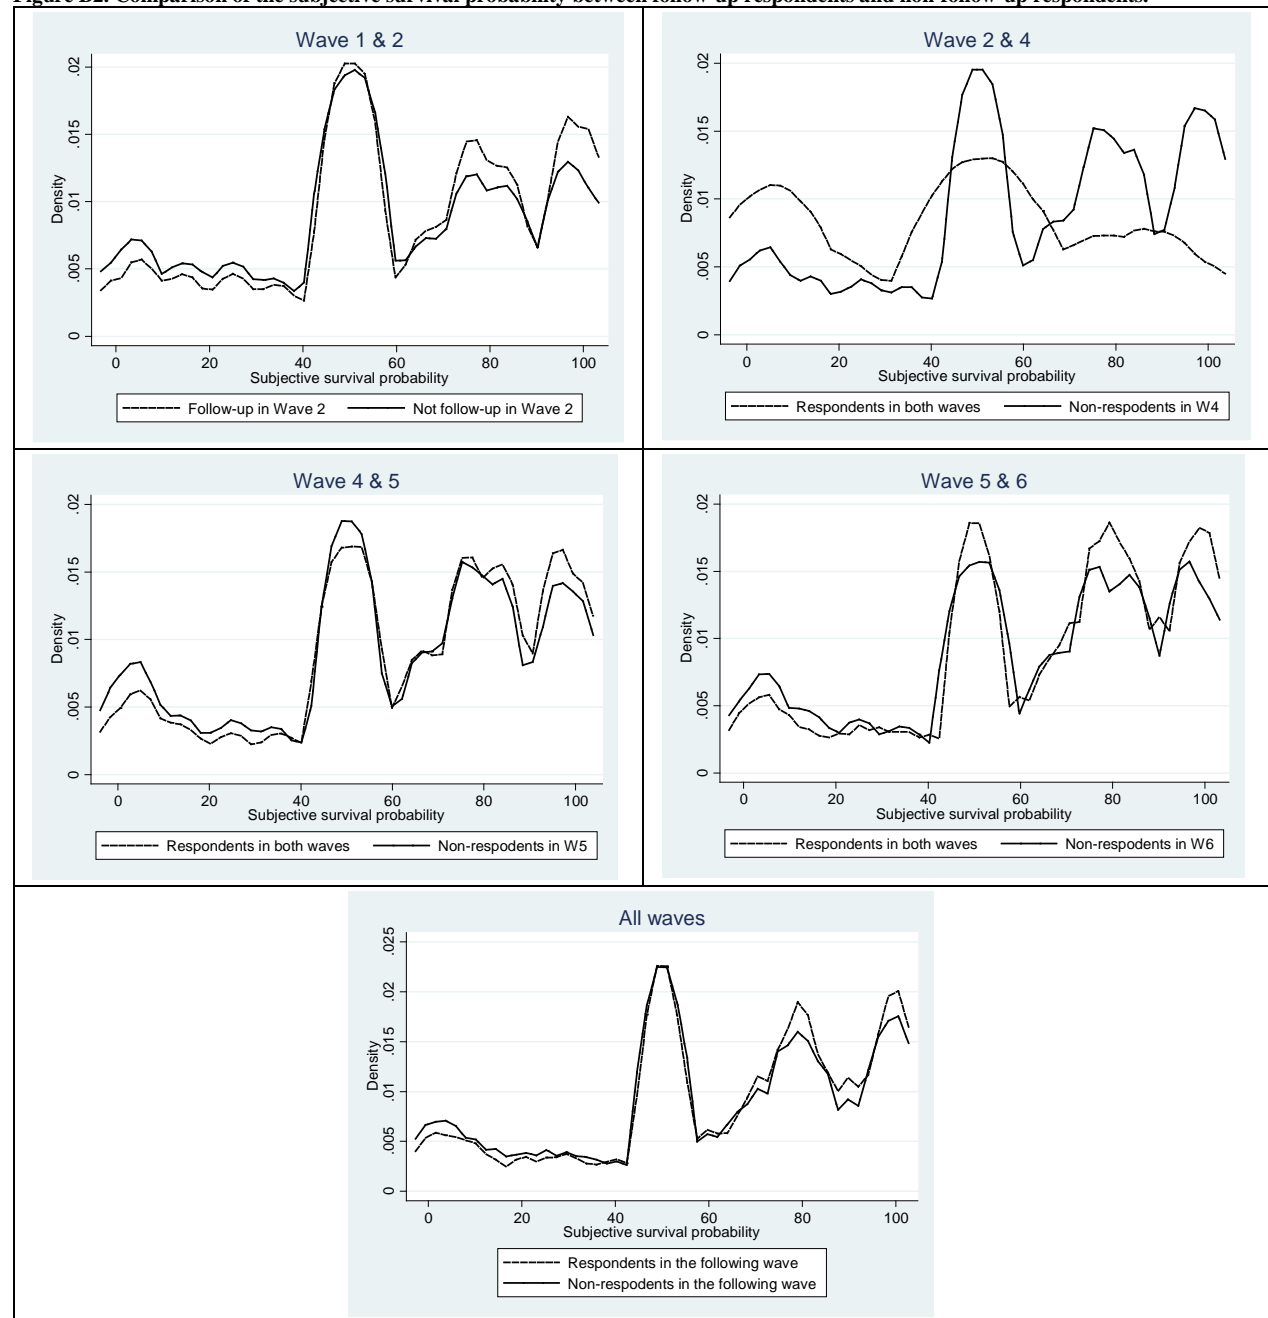 Figure B2. Comparison of the subjective survival probability between follow-up respondents and non follow-up respondents.
Wave 1 & 2
.02
.015
.01
.005
0
Density
0 20 40 60 80 100
Subjective survival probability
Follow-up in Wave 2 Not follow-up in Wave 2
Wave 2 & 4
.02
.015
.01
.005
0
Density
0 20 40 60 80 100
Subjective survival probability
Respondents in both waves Non-respodents in W4
Wave 4 & 5
.02
.015
.01
.005
0
Density
0 20 40 60 80 100
Subjective survival probability
Respondents in both waves Non-respodents in W5
Wave 5 & 6
.02
.015
.01
.005
0
Density
0 20 40 60 80 100
Subjective survival probability
Respondents in both waves Non-respodents in W6
All waves
.025
.02
.015
.01
.005
0
Density
0 20 40 60 80 100
Subjective survival probability
Respondents in the following wave
Non-respodents in the following wave